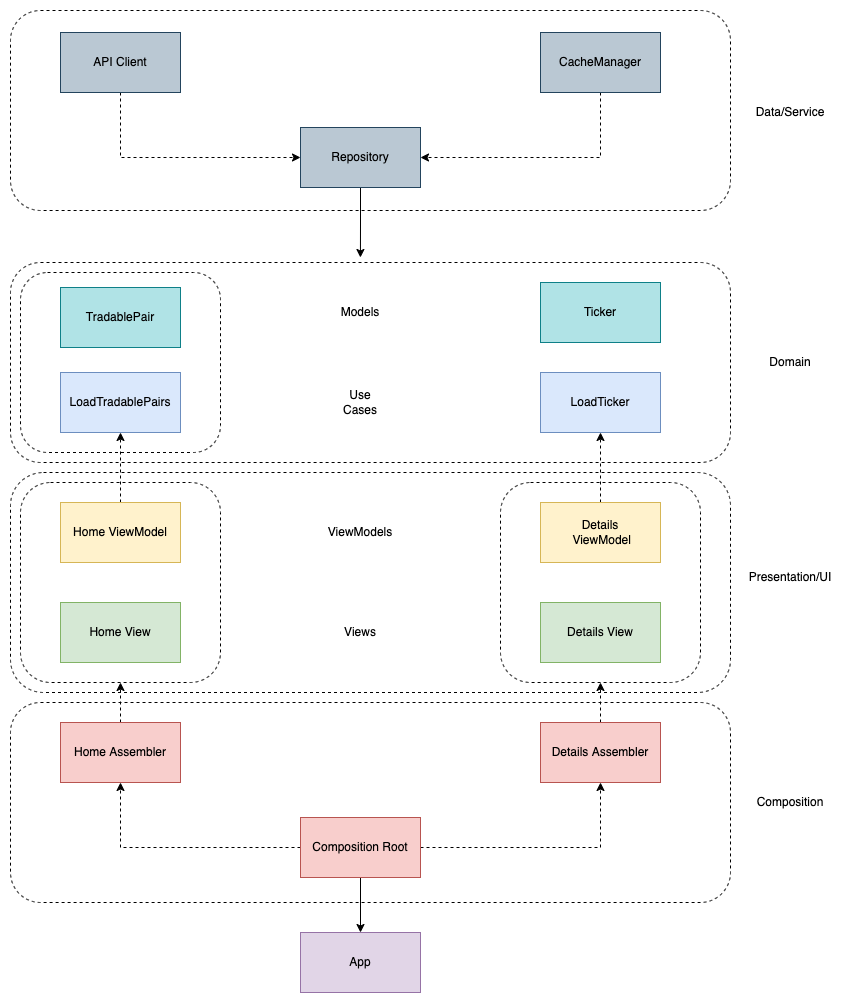 API Client
CacheManager
Data/Service
Repository
TradablePair
Models
Ticker
Domain
LoadTradablePairs
Use
Cases
LoadTicker
Home ViewModel
ViewModels
Details
ViewModel
Presentation/UI
Home View
Views
Details View
Home Assembler
Details Assembler
Composition
Composition Root
App